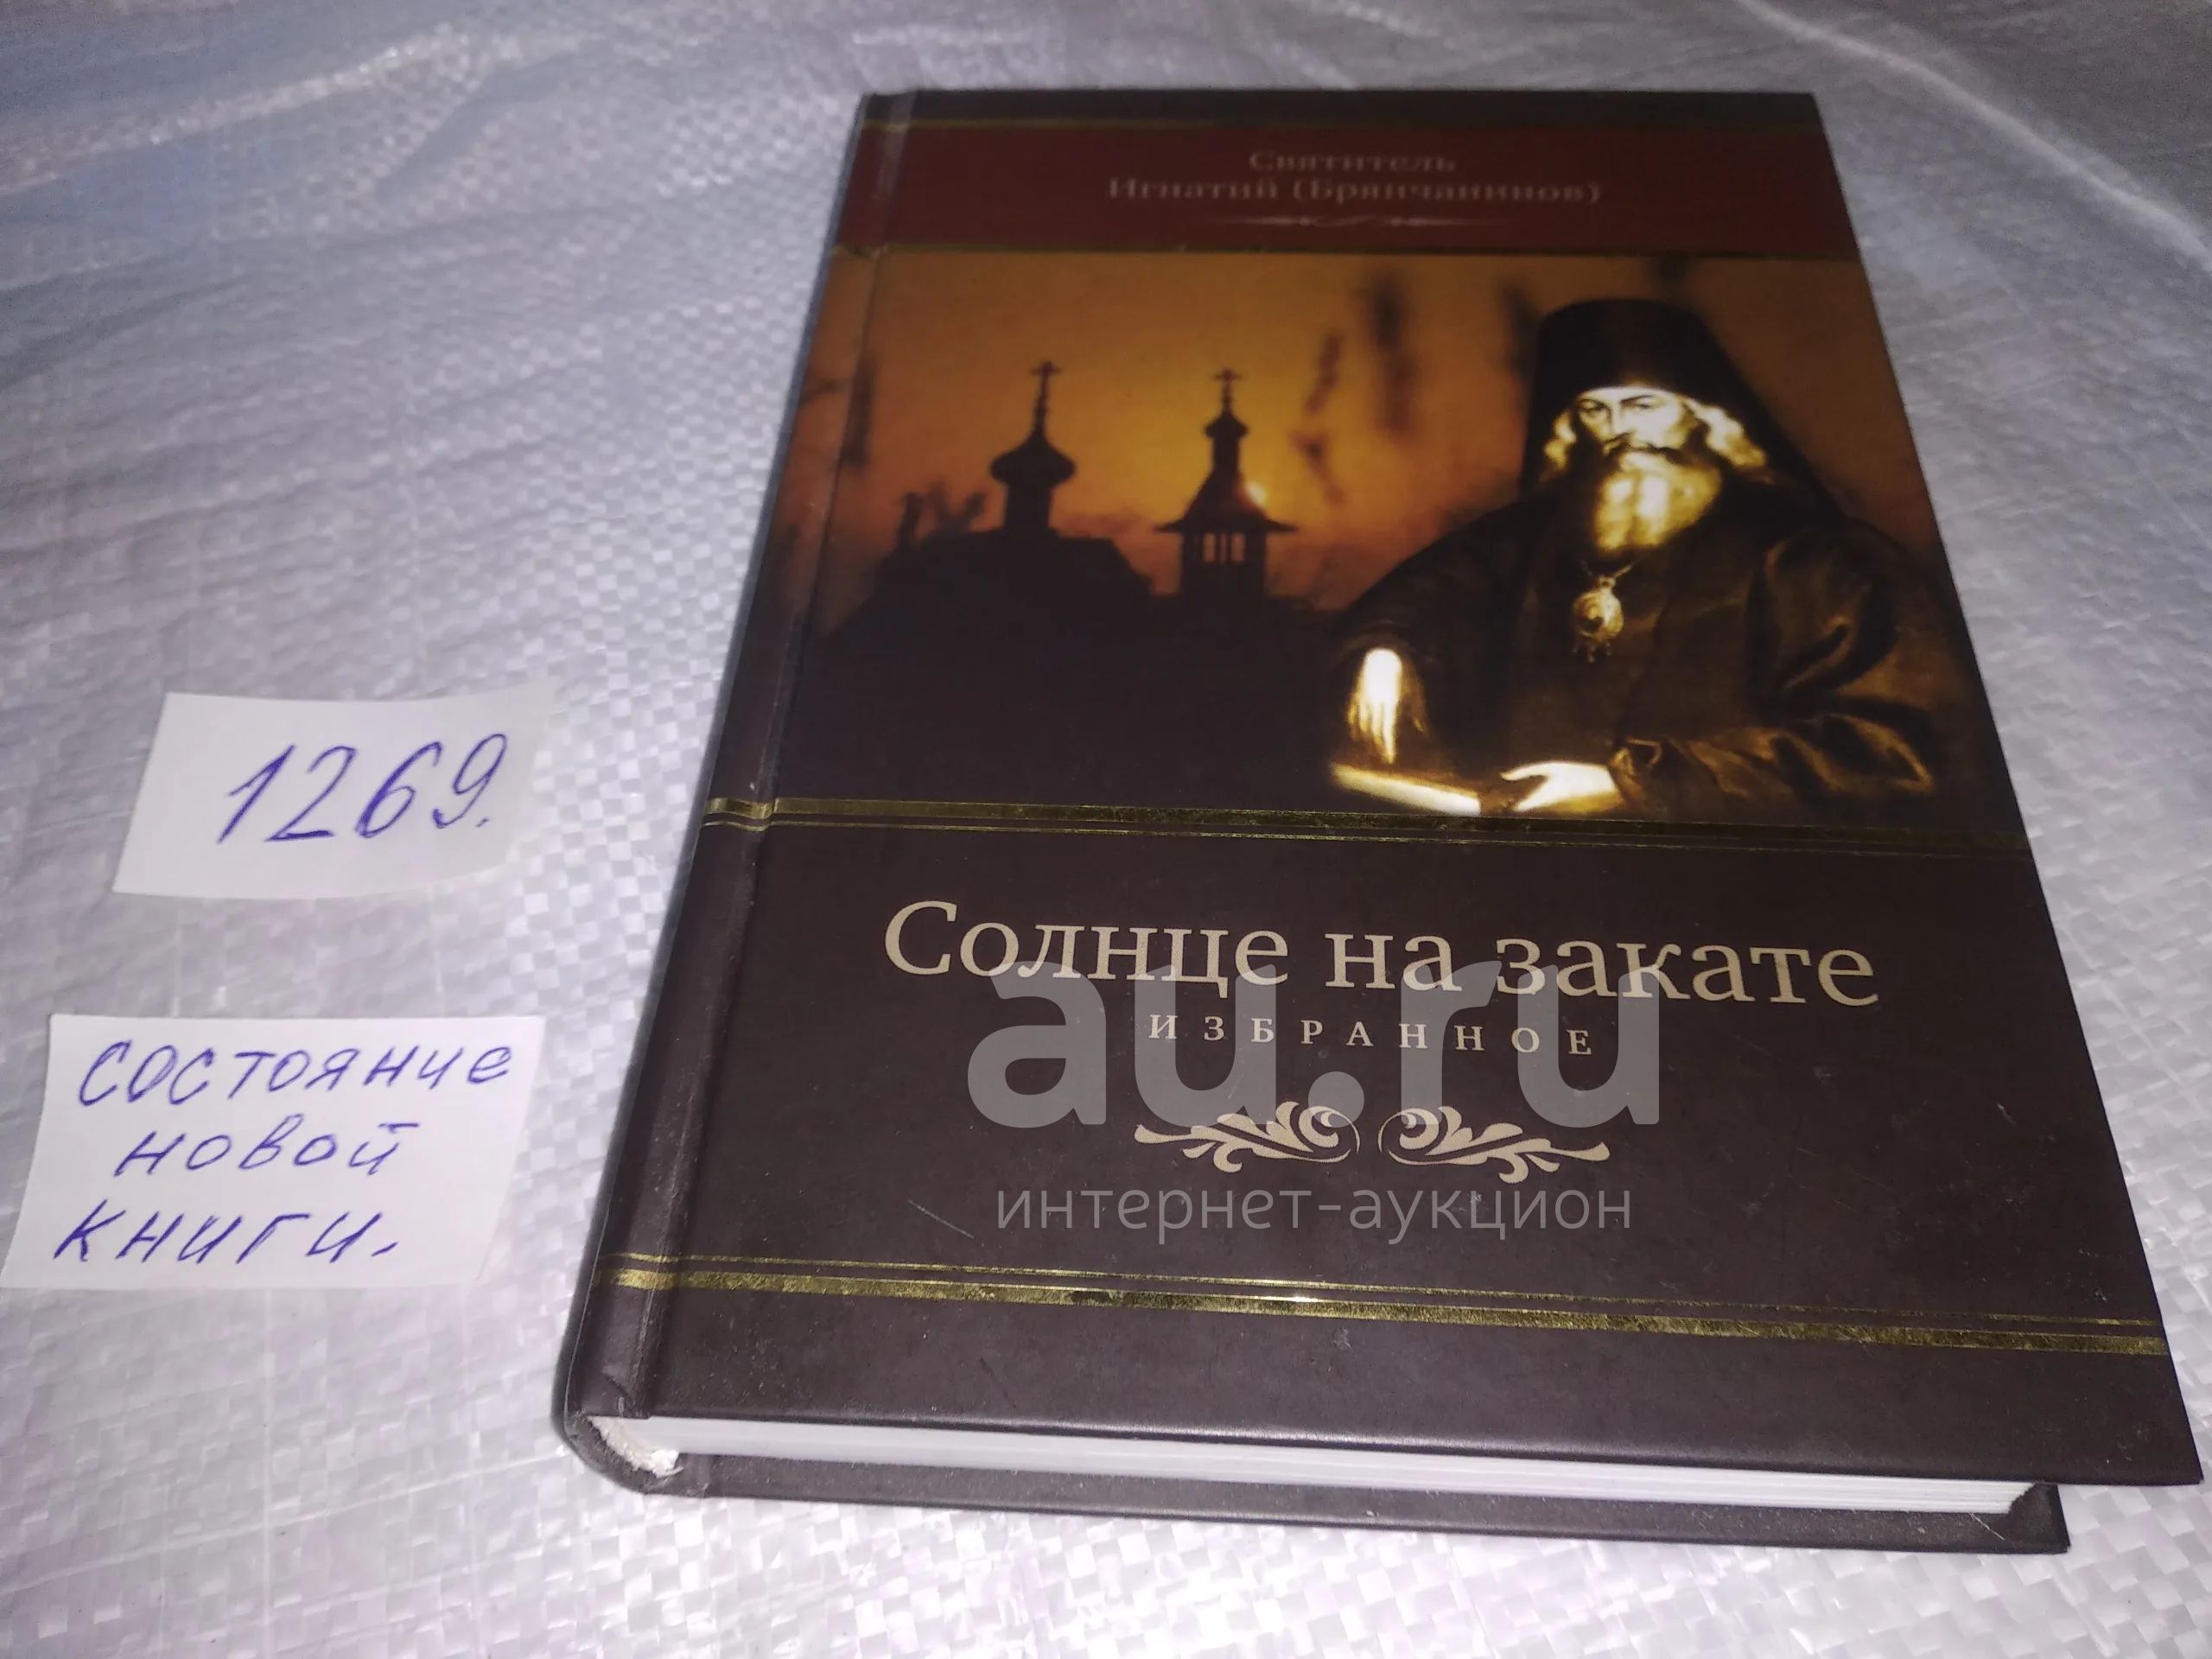 Святитель
Игнатий (Брянчанинов)
1269.
Солнце на закате
ИЗБРАННОЕ
au.ru
интернет-аукцион
состояние
новой
книги.